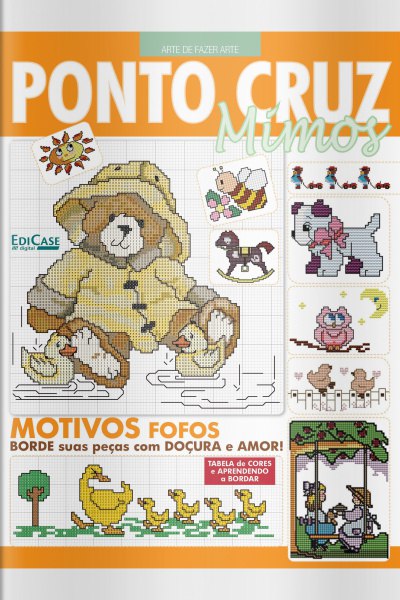 ARTE DE FAZER ARTE
PONTO CRUZ
Mimos
EDICASE
digital
MOTIVOS FOFOS
BORDE suas peças com DOÇURA e AMOR!
TABELA de CORES
e APRENDENDO
a BORDAR